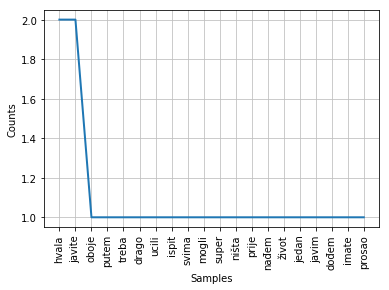 2.0
1.8
1.6
1.4
1.2
1.0
Counts
hvala
javite
oboje
putem
treba
drago
ucili
ispit
svima
mogli
super
ništa
prije
nađem
život
jedan
javim
dođem
imate
prosao
Samples